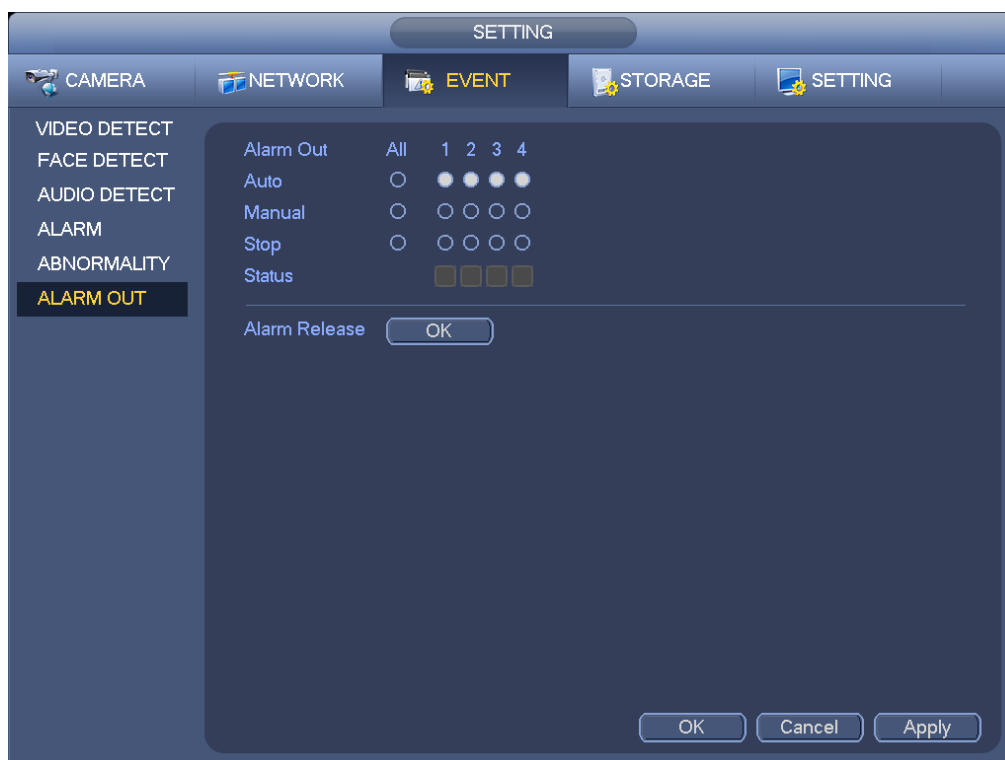 SETTING
CAMERA NETWORK EVENT STORAGE SETTING
VIDEO DETECT
FACE DETECT
AUDIO DETECT
ALARM
ABNORMALITY
ALARM OUT
Alarm Out All 1 2 3 4
Auto
Manual
Stop
Status
Alarm Release OK
OK Cancel Apply